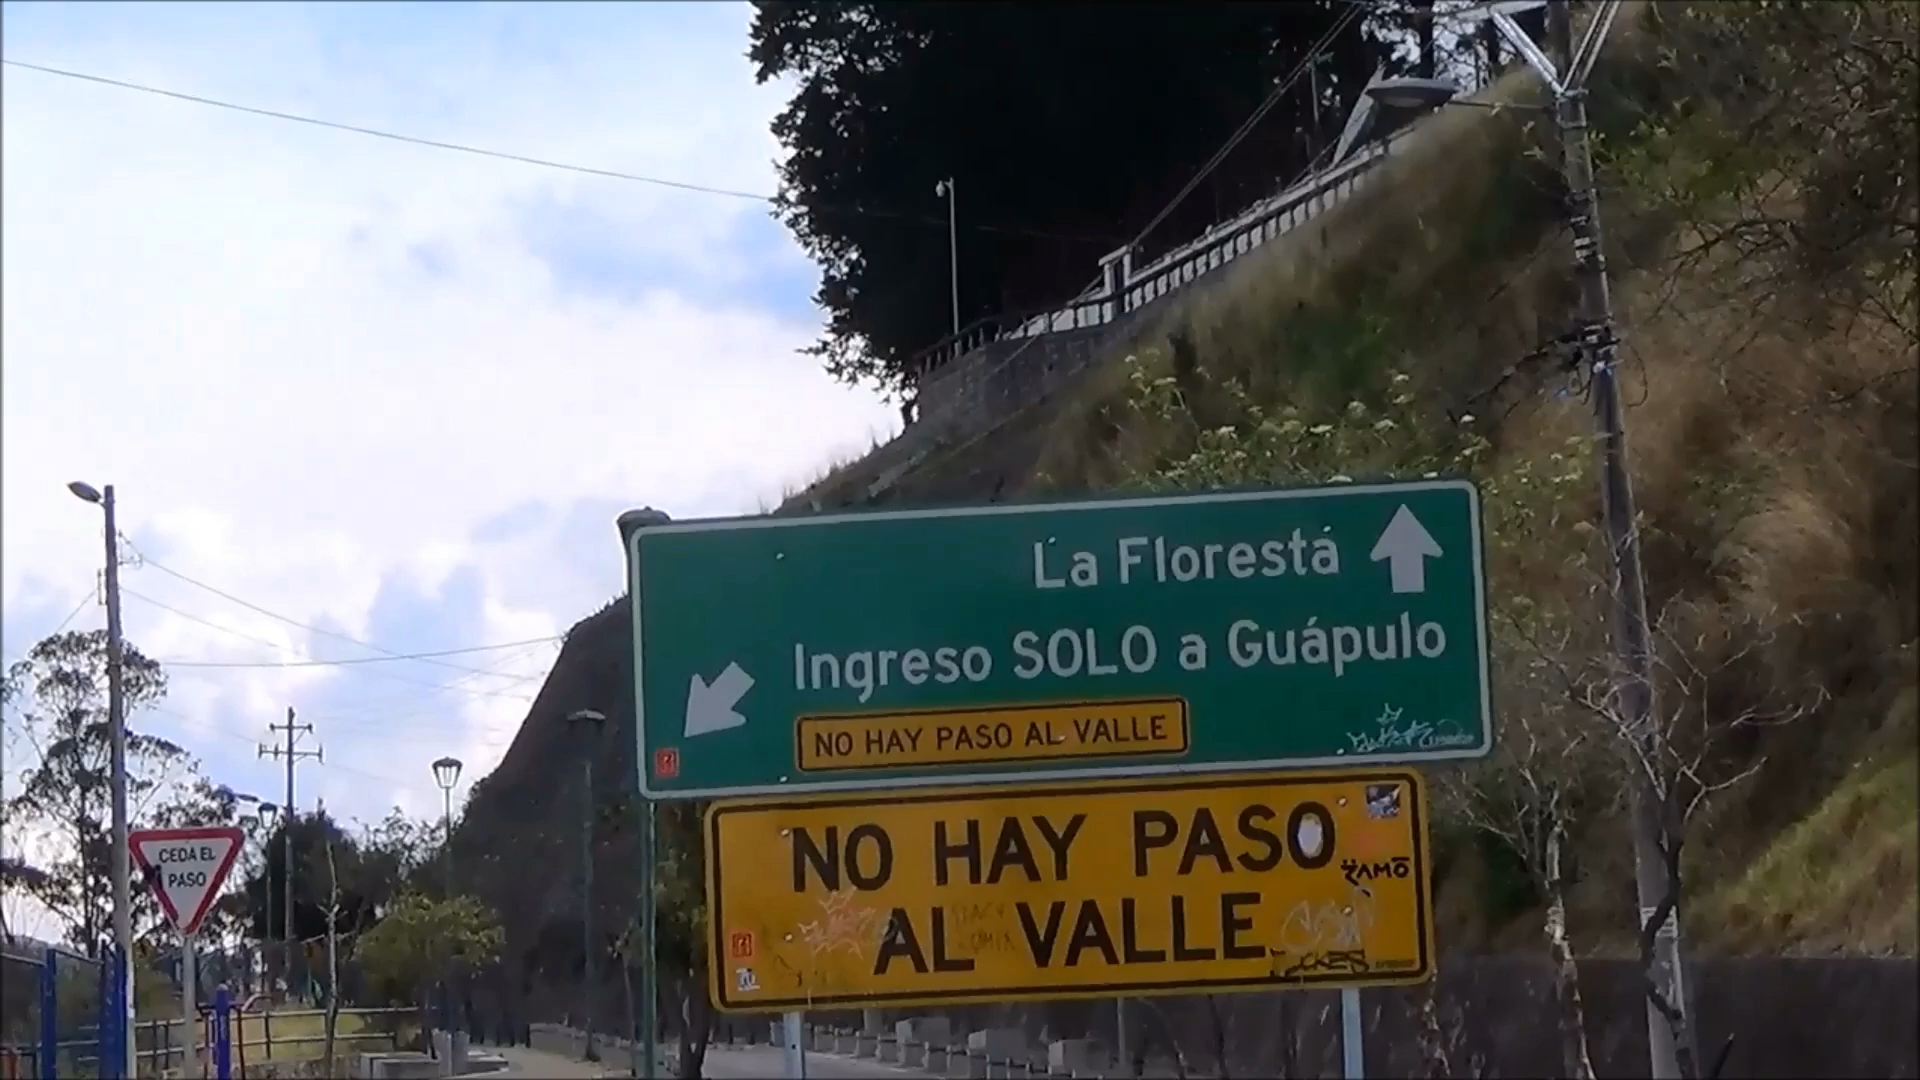 La Floresta
Ingreso SOLO a Guápulo
NO HAY PASO AL VALLE
NO HAY PASO
AL VALLE
CEDA EL
PASO